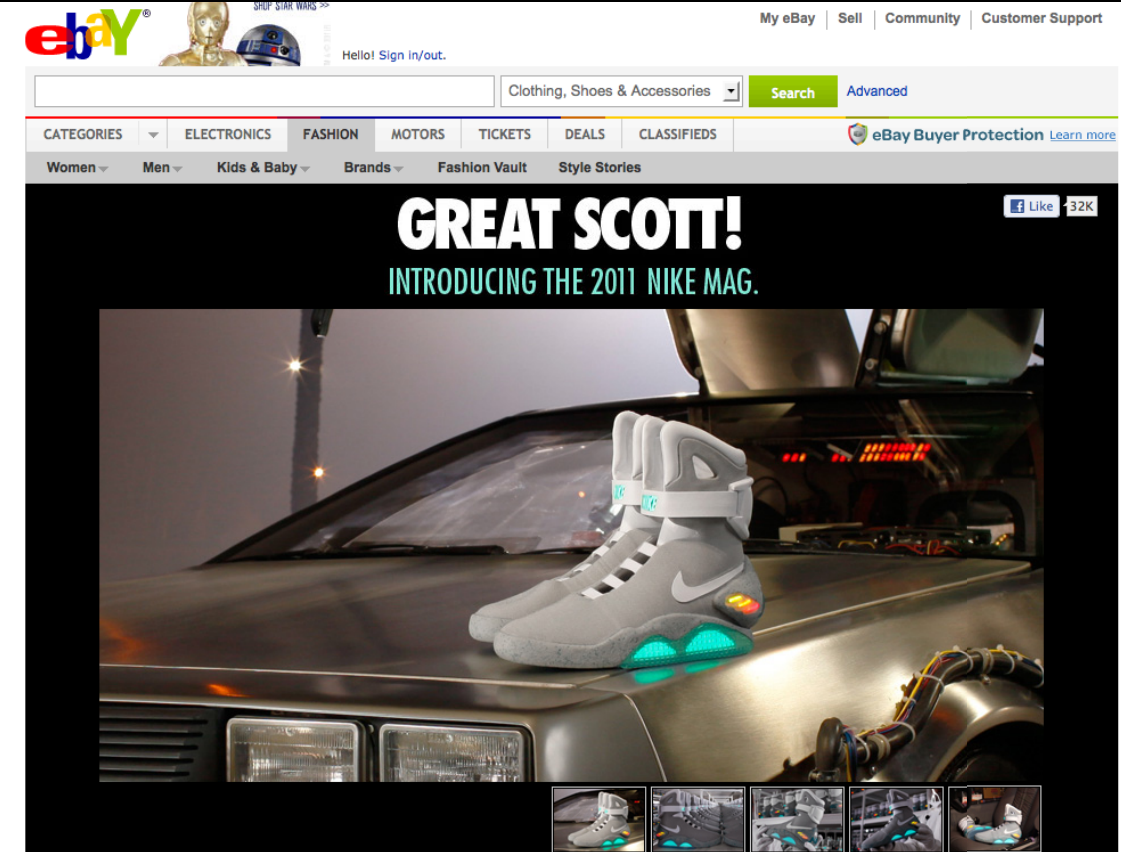 SHOP STAR WARS >>
ebaY®
My eBay Sell Community Customer Support
Hello! Sign in/out.
Clothing, Shoes & Accessories Search Advanced
CATEGORIES ELECTRONICS FASHION MOTORS TICKETS DEALS CLASSIFIEDS eBay Buyer Protection Learn more
Women Men Kids & Baby Brands Fashion Vault Style Stories
Like 32K
GREAT SCOTT!
INTRODUCING THE 2011 NIKE MAG.
NIKE